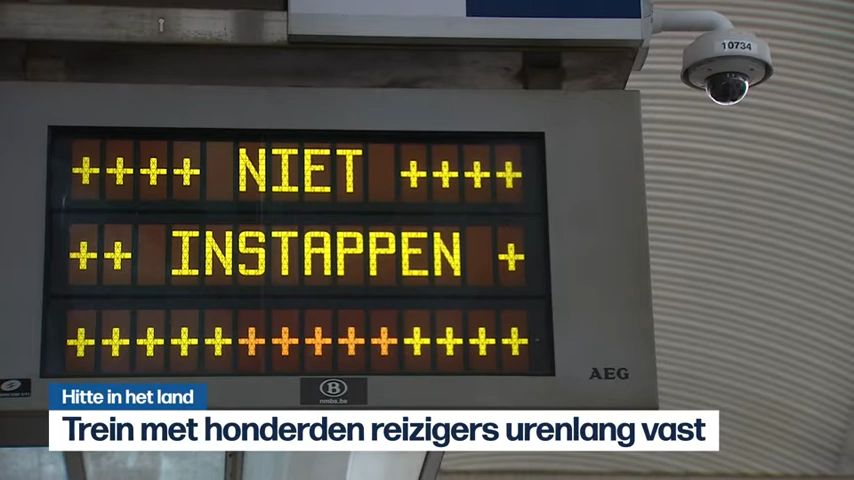 10734
++++ NIET ++++
++ INSTAPPEN +
++++++++++++++
AEG
B
nmbs.be
Hitte in het land
Trein met honderden reizigers urenlang vast